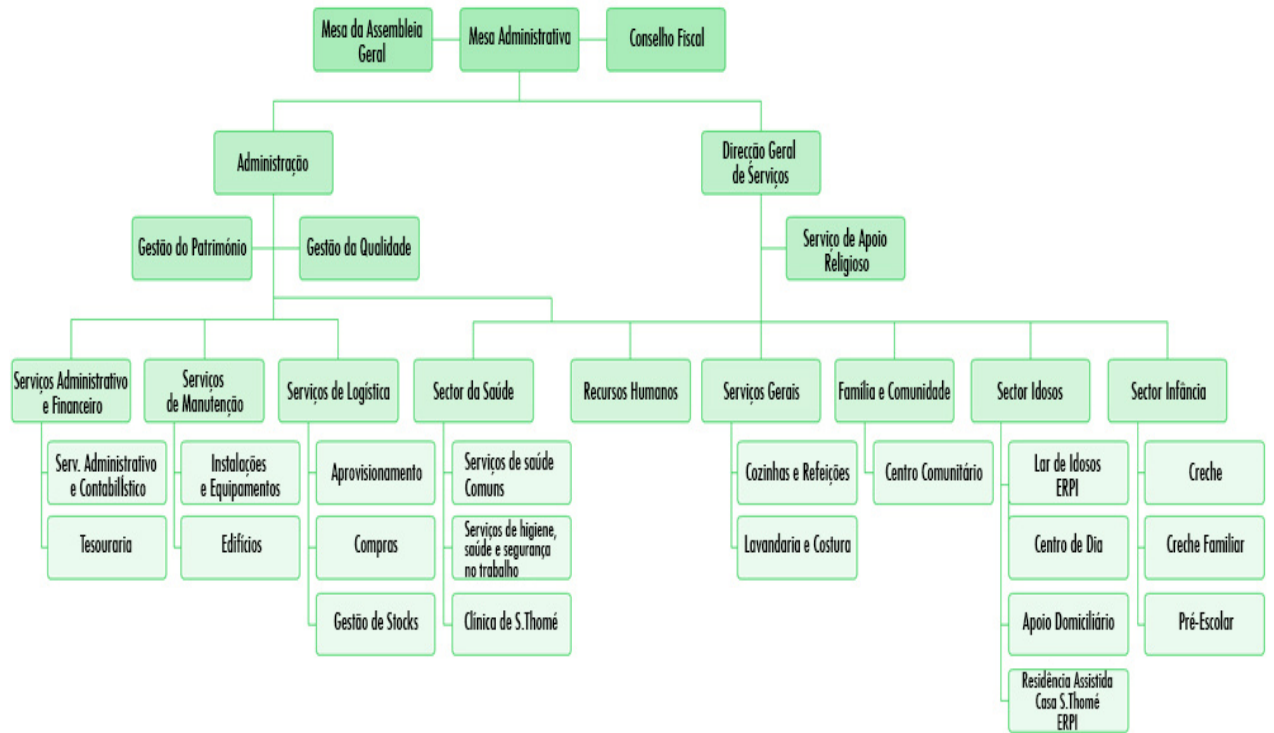 Mesa da Assembleia
Geral
Mesa Administrativa
Conselho Fiscal
Administração
Direcção Geral
de Serviços
Gestão do Património
Gestão da Qualidade
Serviço de Apoio
Religioso
Serviços Administrativo
e Financeiro
Serviços
de Manutenção
Serviços de Logística
Sector da Saúde
Recursos Humanos
Serviços Gerais
Família e Comunidade
Sector Idosos
Sector Infância
Serv. Administrativo
e Contabillstico
Tesouraria
Instalações
e Equipamentos
Edifícios
Aprovisionamento
Compras
Gestão de Stocks
Serviços de saúde
Comuns
Serviços de higiene,
saúde e segurança
no trabalho
Clínica de S.Thomé
Cozinhas e Refeições
Lavandaria e Costura
Centro Comunitário
Lar de Idosos
ERPI
Centro de Dia
Apoio Domiciliário
Residência Assistida
Casa S.Thomé
ERPI
Creche
Creche Familiar
Pré-Escolar